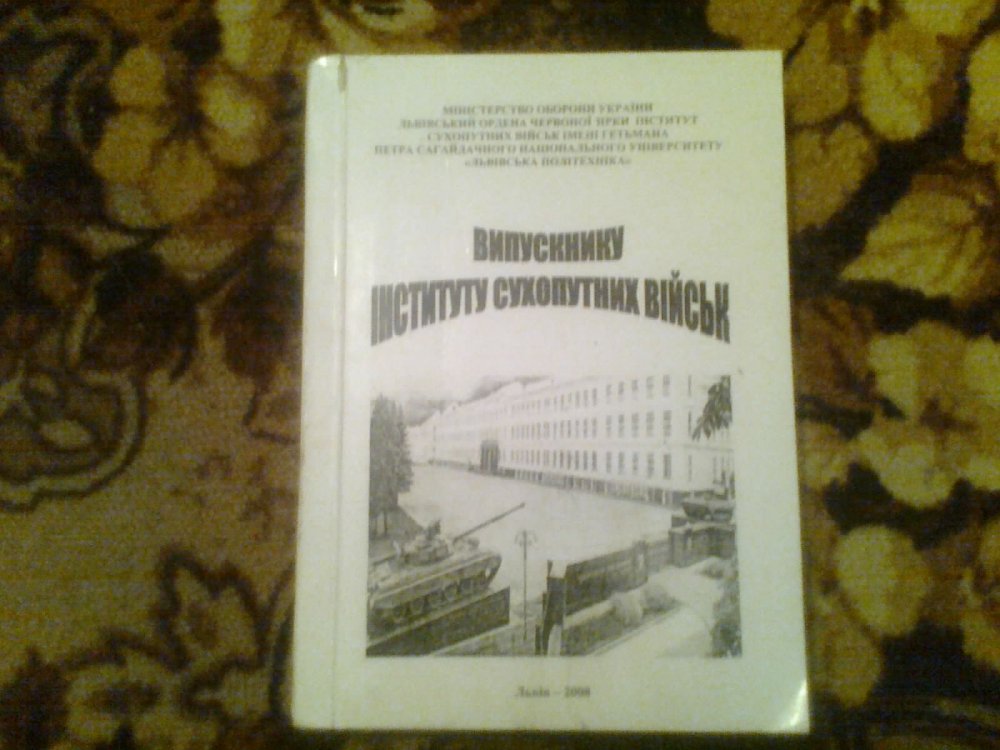 МІНІСТЕРСТВО ОБОРОНИ УКРАЇНИ
ЛЬВІВСЬКИЙ ОРДЕНА ЧЕРВОНОЇ ЗІРКИ ІНСТИТУТ
СУХОПУТНИХ ВІЙСЬК ІМЕНІ ГЕТЬМАНА
ПЕТРА САГАЙДАЧНОГО НАЦІОНАЛЬНОГО УНІВЕРСИТЕТУ
«ЛЬВІВСЬКА ПОЛІТЕХНІКА»
ВИПУСКНИКУ
ІНСТИТУТУ СУХОПУТНИХ ВІЙСЬК
Львів – 2008